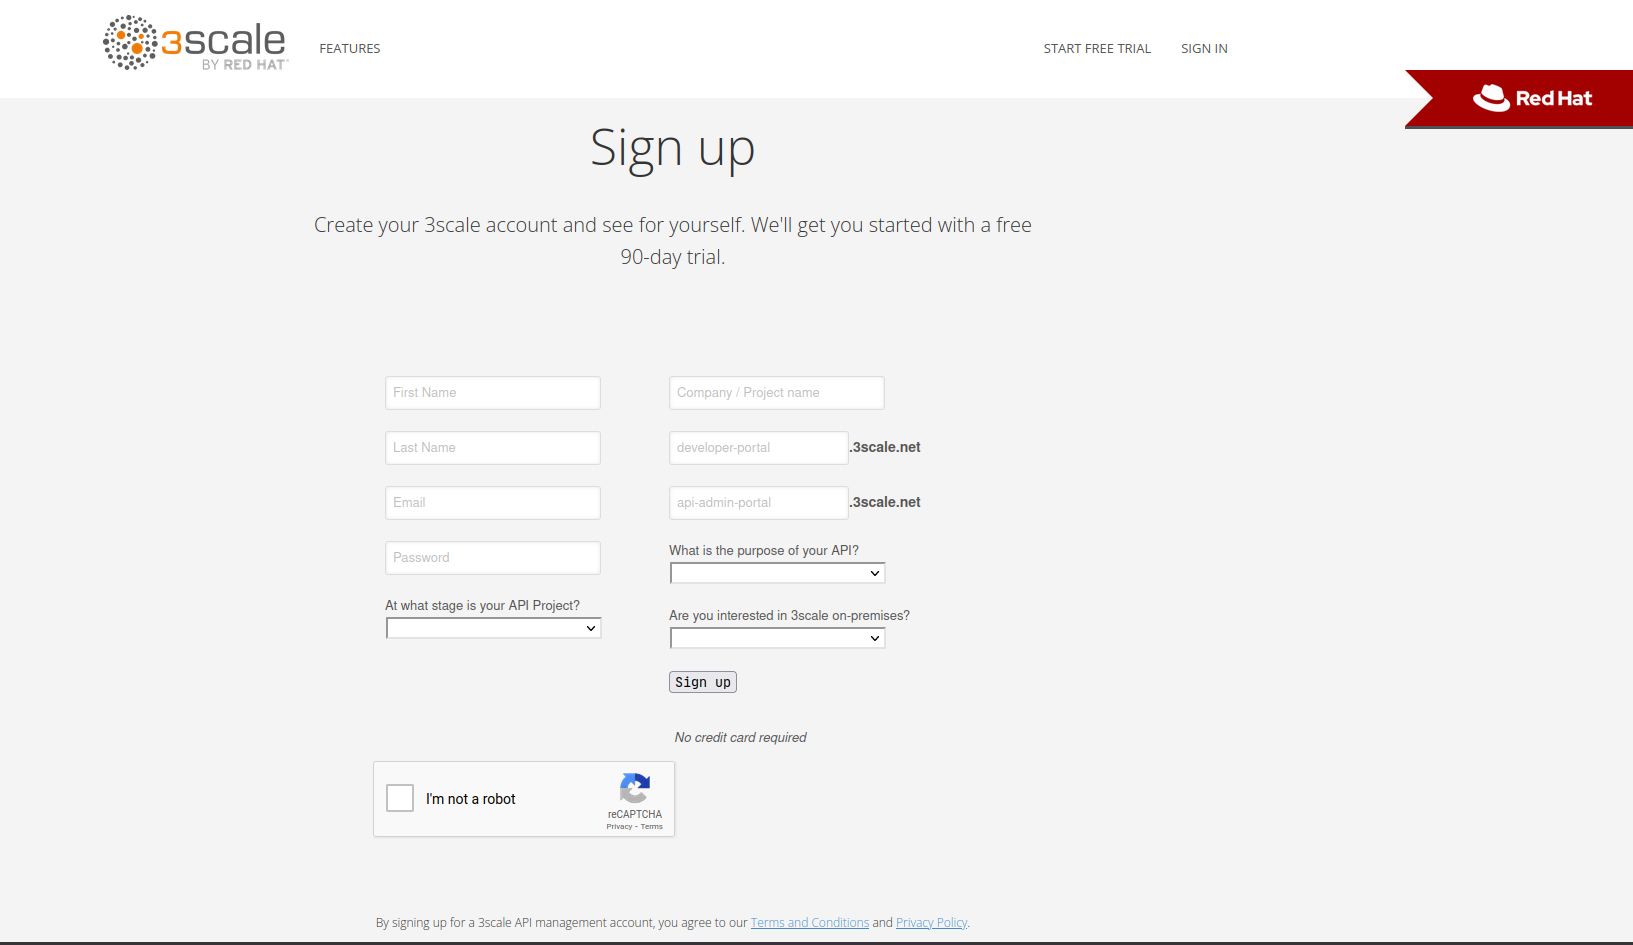 3scale
BY RED HAT
FEATURES
START FREE TRIAL
SIGN IN
Red Hat
Sign up
Create your 3scale account and see for yourself. We'll get you started with a free
90-day trial.
First Name
Last Name
Email
Password
At what stage is your API Project?
Company / Project name
developer-portal
.3scale.net
api-admin-portal
.3scale.net
What is the purpose of your API?
Are you interested in 3scale on-premises?
Sign up
No credit card required
I'm not a robot
reCAPTCHA
Privacy - Terms
By signing up for a 3scale API management account, you agree to our Terms and Conditions and Privacy Policy.